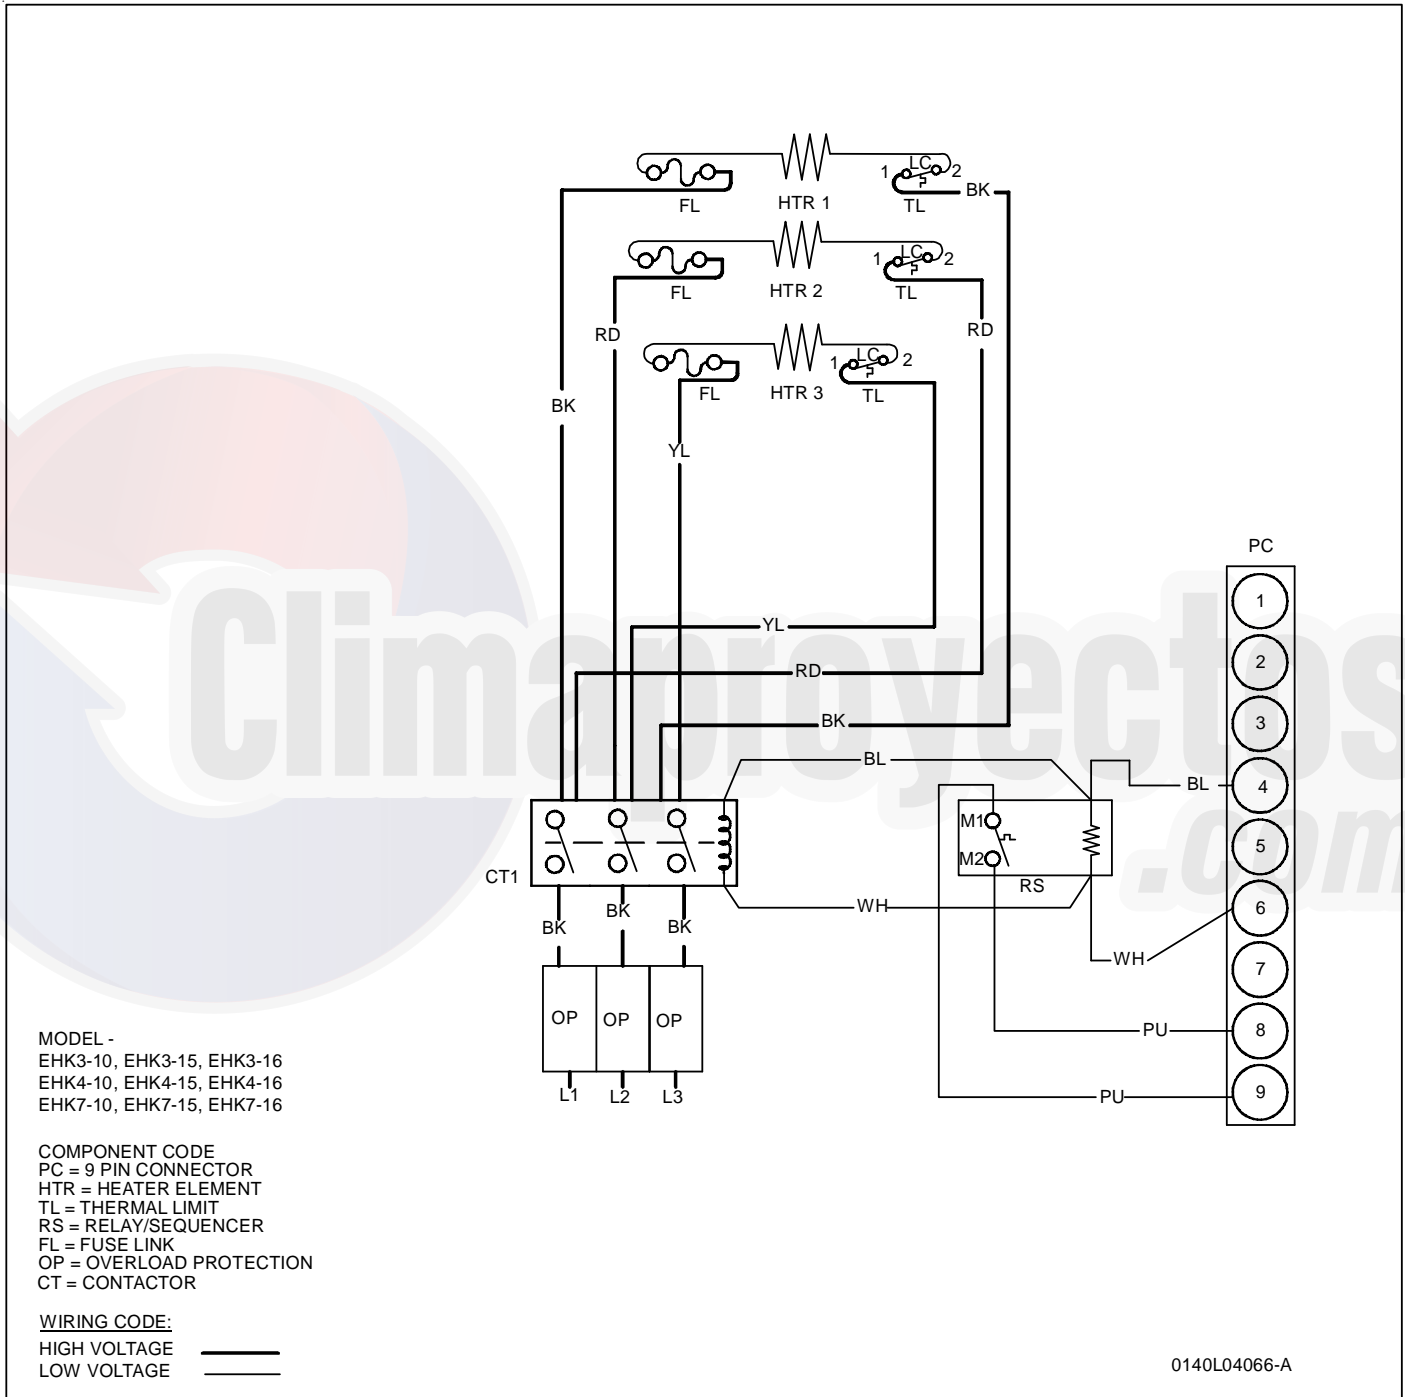 1 LC 2
BK
FL HTR 1 TL
1 LC 2
FL HTR 2 TL
RD RD
1 LC 2
FL HTR 3 TL
BK
YL
PC
1
2
3
4
5
6
7
8
9
YL
RD
BK
BL
BL
M1
M2
RS
CT1
WH
WH
BK BK BK
OP OP OP
L1 L2 L3
PU
PU
Climaproyectos
.com
MODEL -
EHK3-10, EHK3-15, EHK3-16
EHK4-10, EHK4-15, EHK4-16
EHK7-10, EHK7-15, EHK7-16
COMPONENT CODE
PC = 9 PIN CONNECTOR
HTR = HEATER ELEMENT
TL = THERMAL LIMIT
RS = RELAY/SEQUENCER
FL = FUSE LINK
OP = OVERLOAD PROTECTION
CT = CONTACTOR
WIRING CODE:
HIGH VOLTAGE
LOW VOLTAGE
0140L04066-A